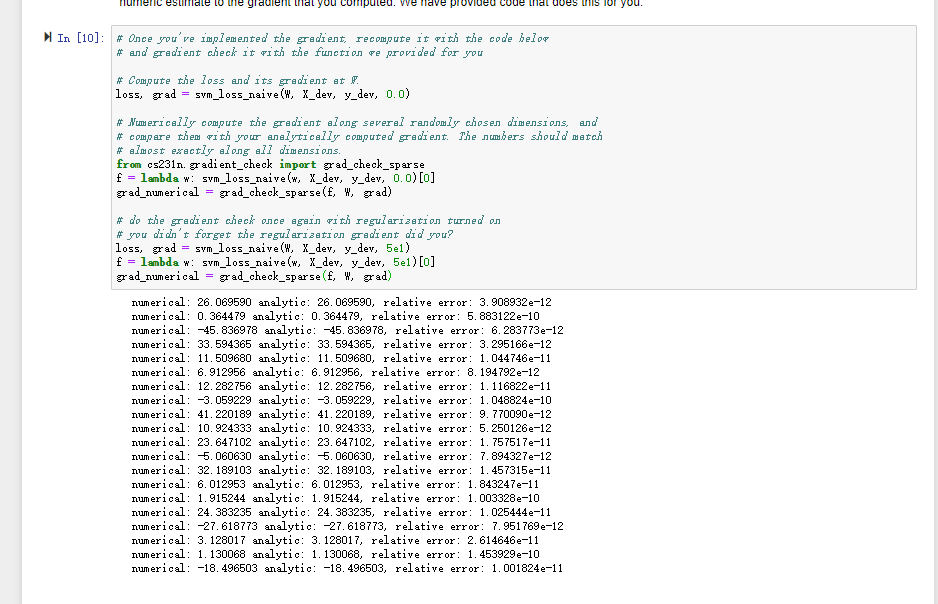 numeric estimate to the gradient that you computed. We have provided code that does this for you.
In [10]:
# Once you've implemented the gradient, recompute it with the code below
# and gradient check it with the function we provided for you
# Compute the loss and its gradient at W.
loss, grad = svm_loss_naive(W, X_dev, y_dev, 0.0)
# Numerically compute the gradient along several randomly chosen dimensions, and
# compare them with your analytically computed gradient. The numbers should match
# almost exactly along all dimensions.
from cs231n.gradient_check import grad_check_sparse
f = lambda w: svm_loss_naive(w, X_dev, y_dev, 0.0)[0]
grad_numerical = grad_check_sparse(f, W, grad)
# do the gradient check once again with regularization turned on
# you didn't forget the regularization gradient did you?
loss, grad = svm_loss_naive(W, X_dev, y_dev, 5e1)
f = lambda w: svm_loss_naive(w, X_dev, y_dev, 5e1)[0]
grad_numerical = grad_check_sparse(f, W, grad)
numerical: 26.069590 analytic: 26.069590, relative error: 3.908932e-12
numerical: 0.364479 analytic: 0.364479, relative error: 5.883122e-10
numerical: -45.836978 analytic: -45.836978, relative error: 6.283773e-12
numerical: 33.594365 analytic: 33.594365, relative error: 3.295166e-12
numerical: 11.509680 analytic: 11.509680, relative error: 1.044746e-11
numerical: 6.912956 analytic: 6.912956, relative error: 8.194792e-12
numerical: 12.282756 analytic: 12.282756, relative error: 1.116822e-11
numerical: -3.059229 analytic: -3.059229, relative error: 1.048824e-10
numerical: 41.220189 analytic: 41.220189, relative error: 9.770090e-12
numerical: 10.924333 analytic: 10.924333, relative error: 5.250126e-12
numerical: 23.647102 analytic: 23.647102, relative error: 1.757517e-11
numerical: -5.060630 analytic: -5.060630, relative error: 7.894327e-12
numerical: 32.189103 analytic: 32.189103, relative error: 1.457315e-11
numerical: 6.012953 analytic: 6.012953, relative error: 1.843247e-11
numerical: 1.915244 analytic: 1.915244, relative error: 1.003328e-10
numerical: 24.383235 analytic: 24.383235, relative error: 1.025444e-11
numerical: -27.618773 analytic: -27.618773, relative error: 7.951769e-12
numerical: 3.128017 analytic: 3.128017, relative error: 2.614646e-11
numerical: 1.130068 analytic: 1.130068, relative error: 1.453929e-10
numerical: -18.496503 analytic: -18.496503, relative error: 1.001824e-11